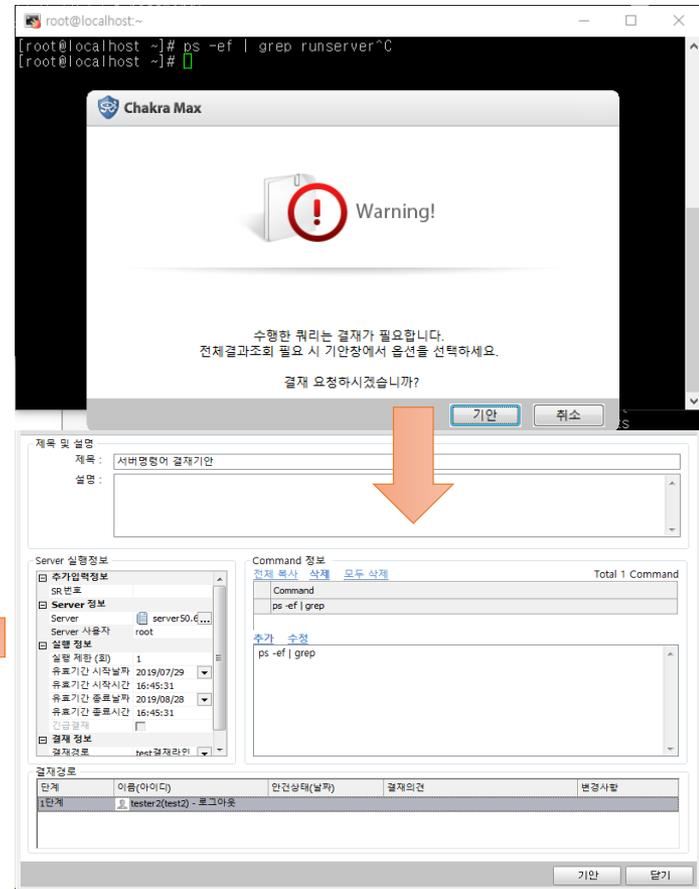 root@localhost:~
[root@localhost ~]# ps -ef | grep runserver^C
[root@localhost ~]#
Chakra Max
Warning!
수행한 쿼리는 결재가 필요합니다.
전체결과조회 필요 시 기안창에서 옵션을 선택하세요.
결재 요청하시겠습니까?
기안 취소
제목 및 설명
제목 : 서버명령어 결재기안
설명 :
Server 실행정보
추가입력정보
SR번호
Server 정보
Server server50.6...
Server 사용자 root
실행 정보
실행 제한 (회) 1
유효기간 시작날짜 2019/07/29
유효기간 시작시간 16:45:31
유효기간 종료날짜 2019/08/28
유효기간 종료시간 16:45:31
긴급결재
결재 정보
결재경로 test결재라인
Command 정보
전체 복사 삭제 모두 삭제 Total 1 Command
Command
ps -ef | grep
추가 수정
ps -ef | grep
결재경로
단계 이름(아이디) 안건상태(날짜) 결재의견 변경사항
1단계 tester2(test2) - 로그아웃
기안 닫기